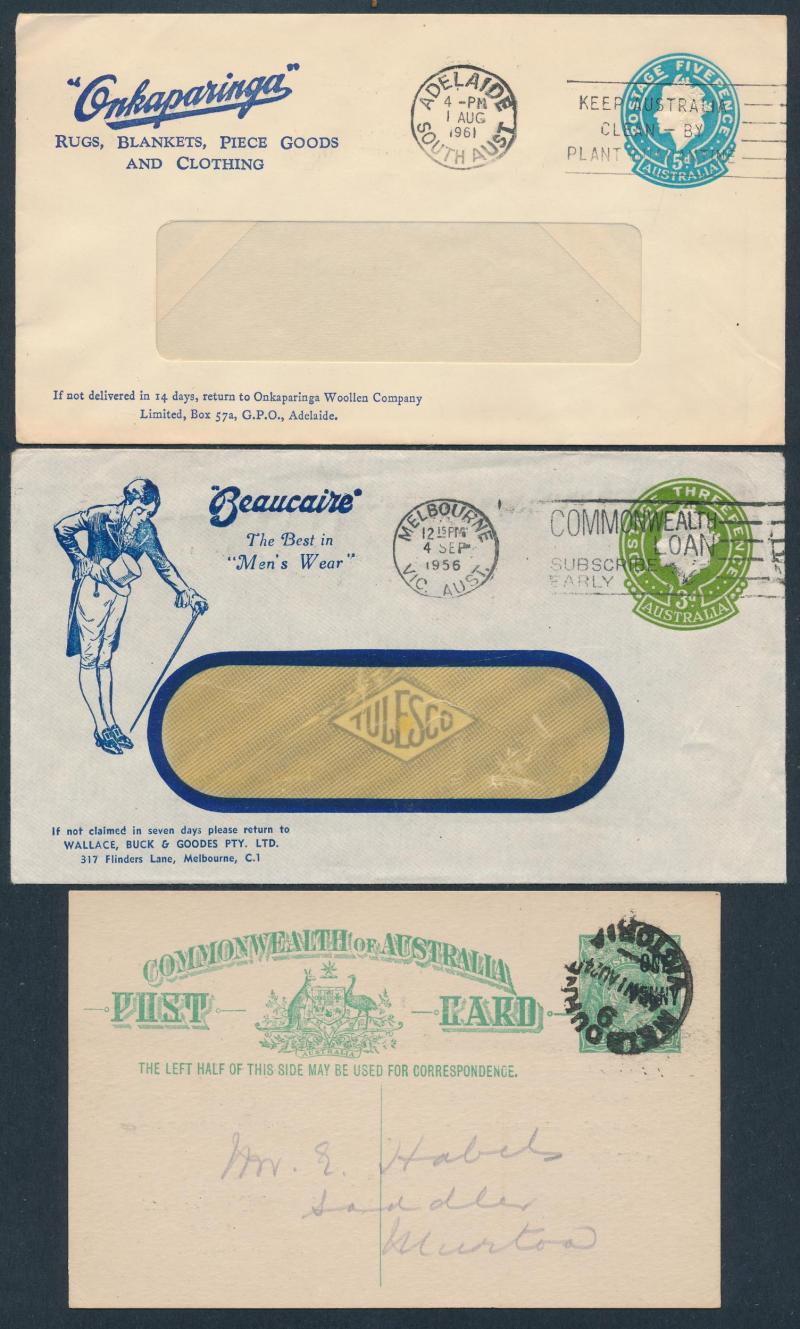 "Onkaparinga"
RUGS, BLANKETS, PIECE GOODS
AND CLOTHING
ADELAIDE
4-PM
1 AUG
1961
SOUTH AUST.
KEEP AUSTRALIA
CLEAN - BY
PLANT
POSTAGE FIVEPENCE
5d.
AUSTRALIA
If not delivered in 14 days, return to Onkaparinga Woollen Company
Limited, Box 57a, G.P.O., Adelaide.
"Beaucaire"
The Best in
"Men's Wear"
MELBOURNE
12 15 PM
4 SEP
1956
VIC. AUST.
COMMONWEALTH
LOAN
SUBSCRIBE
EARLY
THREEPENCE
3d
AUSTRALIA
TULESCO
If not claimed in seven days please return to
WALLACE, BUCK & GOODES PTY. LTD.
317 Flinders Lane, Melbourne, C.1
COMMONWEALTH OF AUSTRALIA
POST CARD
AUSTRALIA
THE LEFT HALF OF THIS SIDE MAY BE USED FOR CORRESPONDENCE.
MELBOURNE
VICTORIA
Mr. E. Habels
Saddler
Murtoa